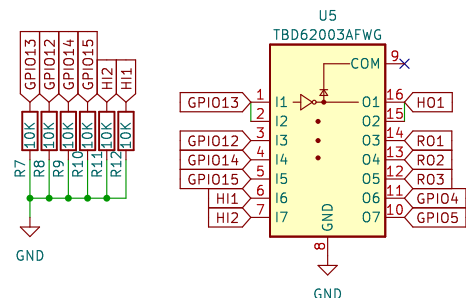 GPIO13
GPIO12
GPIO14
GPIO15
HI2
HI1
10K
10K
10K
10K
10K
10K
R7
R8
R9
R10
R11
R12
GND
U5
TBD62003AFWG
COM
9
GPIO13
1
I1
O1
16
HO1
2
I2
O2
15
GPIO12
3
I3
O3
14
RO1
GPIO14
4
I4
O4
13
RO2
GPIO15
5
I5
O5
12
RO3
HI1
6
I6
O6
11
GPIO4
HI2
7
I7
O7
10
GPIO5
GND
8
GND